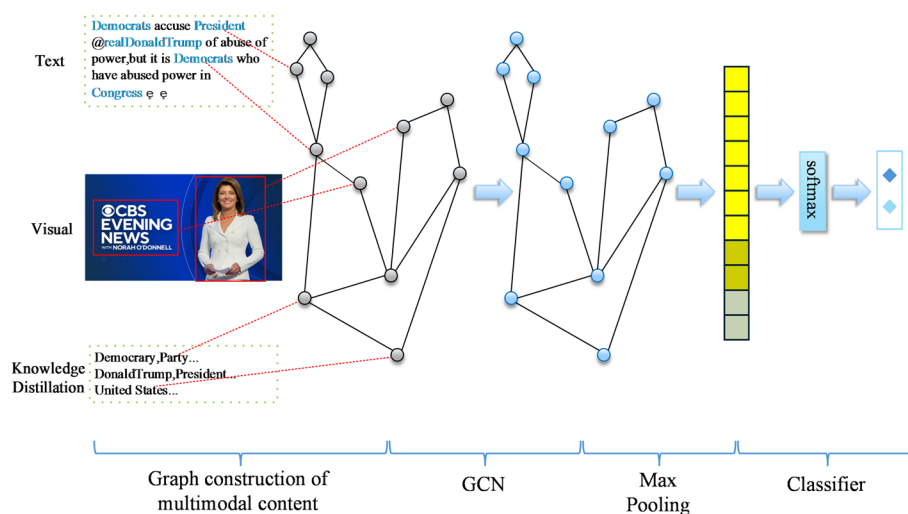 Text
Democrats accuse President
@realDonaldTrump of abuse of
power,but it is Democrats who
have abused power in
Congress ę ę
Visual
CBS
EVENING
NEWS
WITH NORAH O'DONNELL
softmax
Knowledge
Distillation
Democrary,Party...
DonaldTrump,President...
United States...
Graph construction of
multimodal content
GCN
Max
Pooling
Classifier